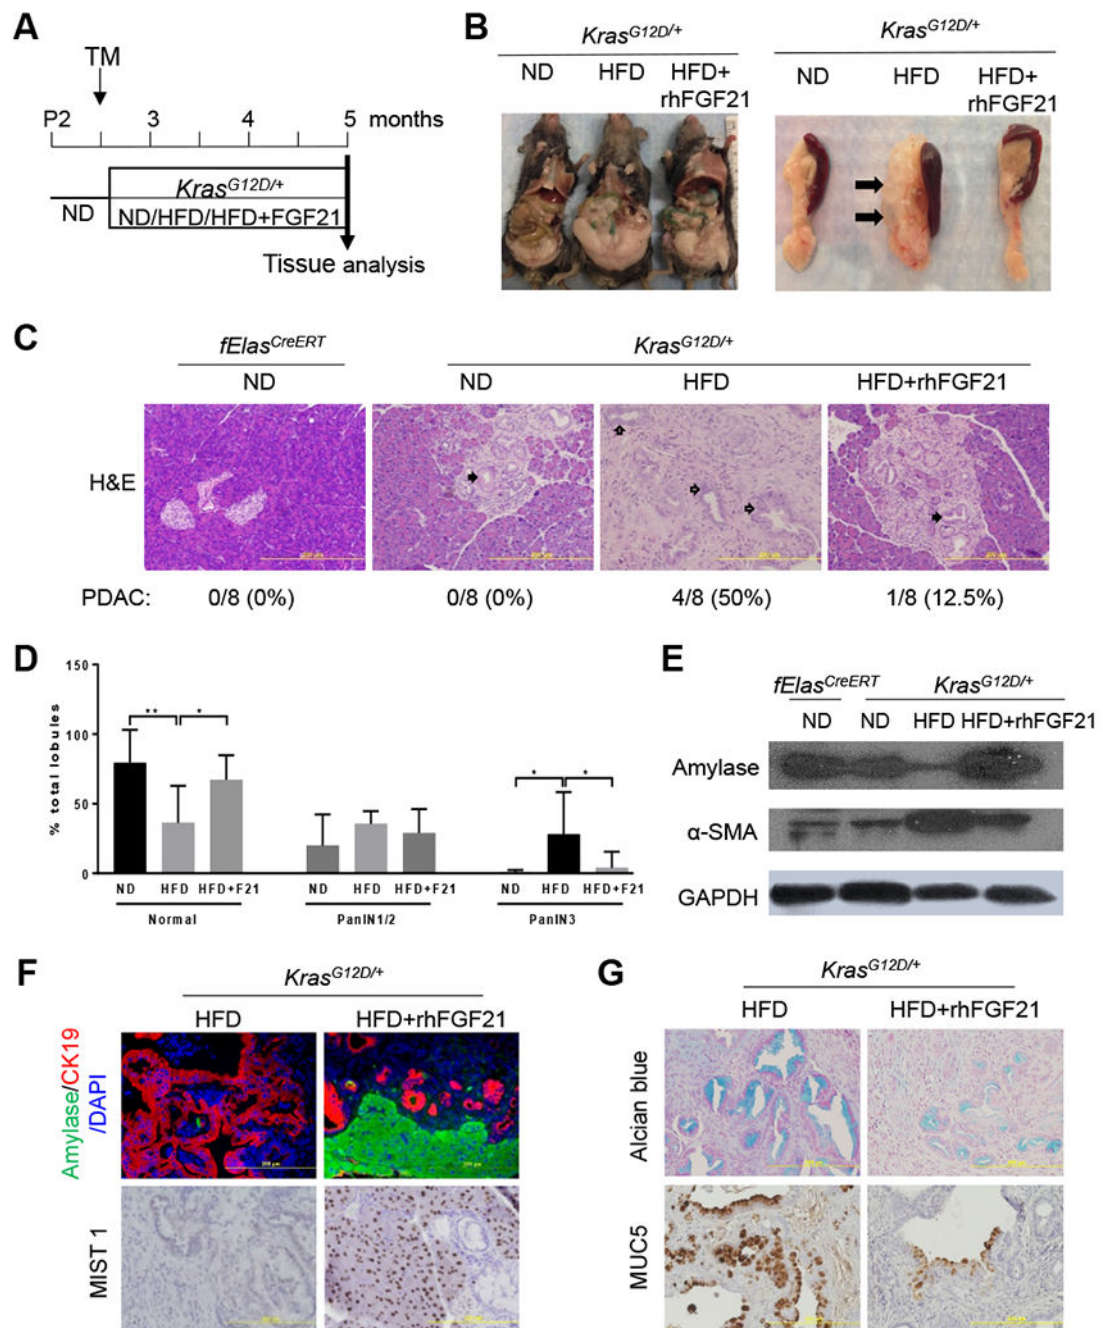 A
TM
P2 3 4 5 months
Kras^G12D/+
ND ND/HFD/HFD+FGF21
Tissue analysis
B
Kras^G12D/+
ND HFD HFD+
rhFGF21
Kras^G12D/+
ND HFD HFD+
rhFGF21
C
fElas^CreERT Kras^G12D/+
ND ND HFD HFD+rhFGF21
H&E
PDAC: 0/8 (0%) 0/8 (0%) 4/8 (50%) 1/8 (12.5%)
D
150
100
50
0
% total lobules
** * * *
ND HFD HFD+F21 ND HFD HFD+F21 ND HFD HFD+F21
Normal PanIN1/2 PanIN3
E
fElas^CreERT Kras^G12D/+
ND ND HFD HFD+rhFGF21
Amylase
α-SMA
GAPDH
F
Kras^G12D/+
HFD HFD+rhFGF21
Amylase/CK19
/DAPI
MIST 1
G
Kras^G12D/+
HFD HFD+rhFGF21
Alcian blue
MUC5